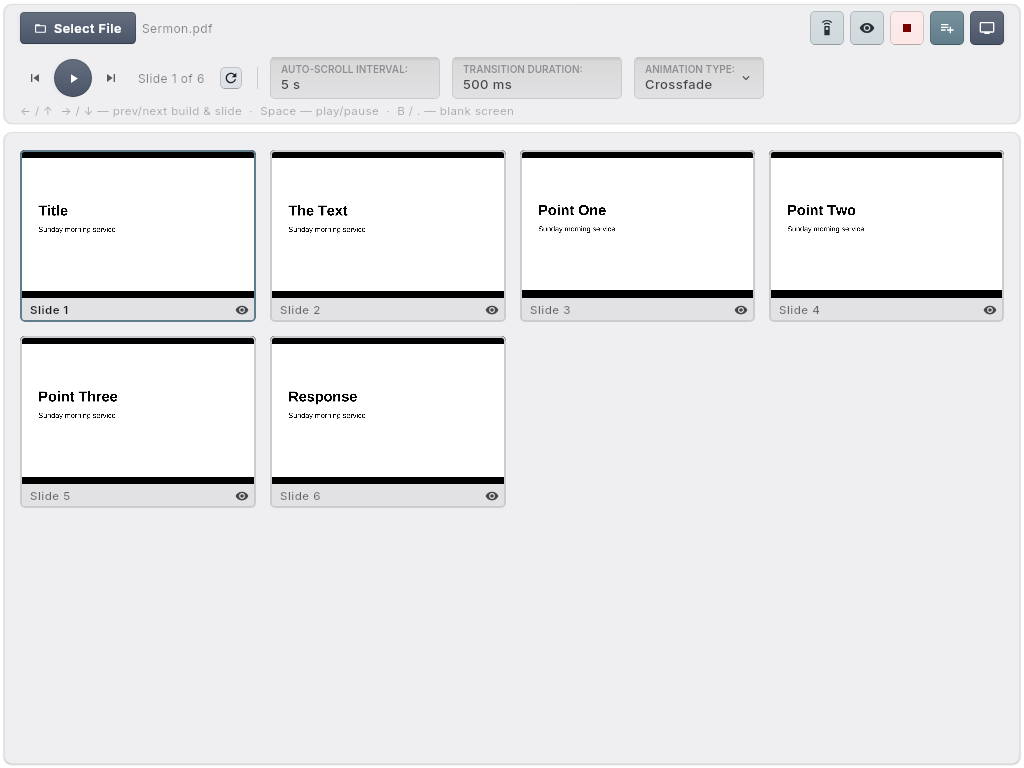 Select File Sermon.pdf
Slide 1 of 6
AUTO-SCROLL INTERVAL:
5 s
TRANSITION DURATION:
500 ms
ANIMATION TYPE:
Crossfade
← / ↑ → / ↓ — prev/next build & slide · Space — play/pause · B / . — blank screen
Title
Sunday morning service
Slide 1
The Text
Sunday morning service
Slide 2
Point One
Sunday morning service
Slide 3
Point Two
Sunday morning service
Slide 4
Point Three
Sunday morning service
Slide 5
Response
Sunday morning service
Slide 6